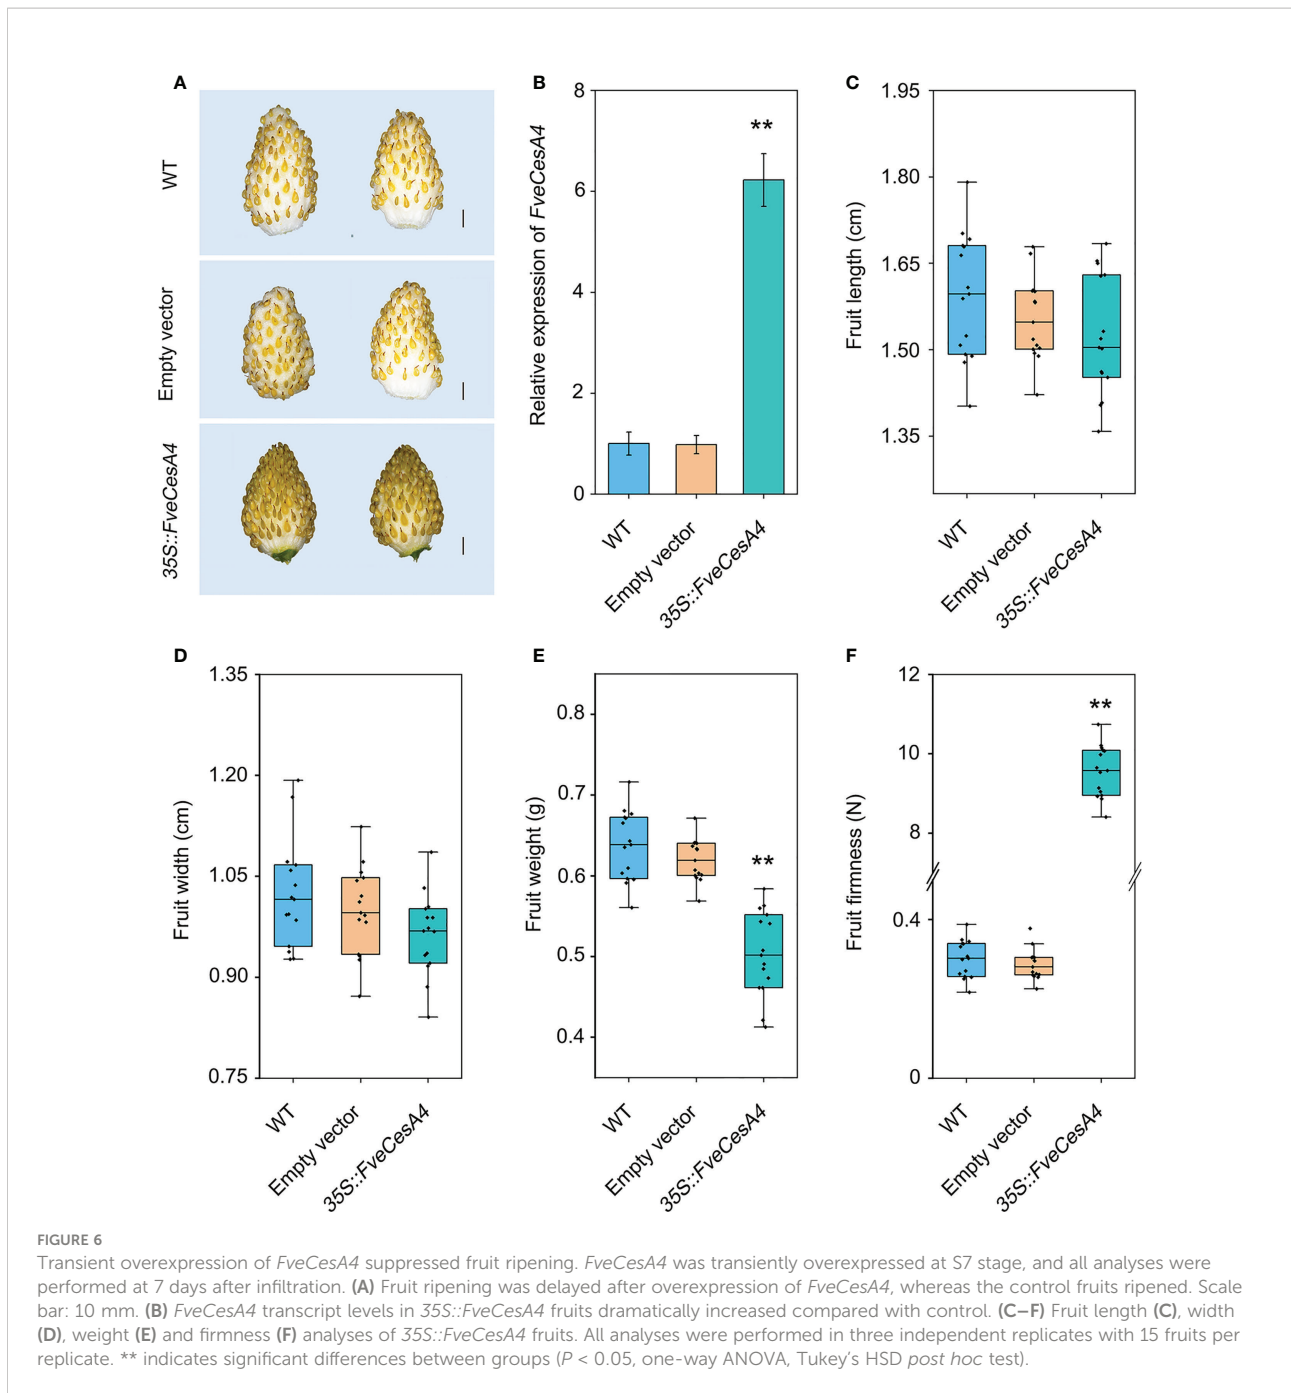 A
WT
Empty vector
35S::FveCesA4
B
Relative expression of FveCesA4
8
6
4
2
0
**
WT
Empty vector
35S::FveCesA4
C
Fruit length (cm)
1.95
1.80
1.65
1.50
1.35
WT
Empty vector
35S::FveCesA4
D
Fruit width (cm)
1.35
1.20
1.05
0.90
0.75
WT
Empty vector
35S::FveCesA4
E
Fruit weight (g)
0.8
0.7
0.6
0.5
0.4
**
WT
Empty vector
35S::FveCesA4
F
Fruit firmness (N)
12
10
8
0.4
0
**
WT
Empty vector
35S::FveCesA4
FIGURE 6
Transient overexpression of FveCesA4 suppressed fruit ripening. FveCesA4 was transiently overexpressed at S7 stage, and all analyses were
performed at 7 days after infiltration. (A) Fruit ripening was delayed after overexpression of FveCesA4, whereas the control fruits ripened. Scale
bar: 10 mm. (B) FveCesA4 transcript levels in 35S::FveCesA4 fruits dramatically increased compared with control. (C–F) Fruit length (C), width
(D), weight (E) and firmness (F) analyses of 35S::FveCesA4 fruits. All analyses were performed in three independent replicates with 15 fruits per
replicate. ** indicates significant differences between groups (P < 0.05, one-way ANOVA, Tukey's HSD post hoc test).